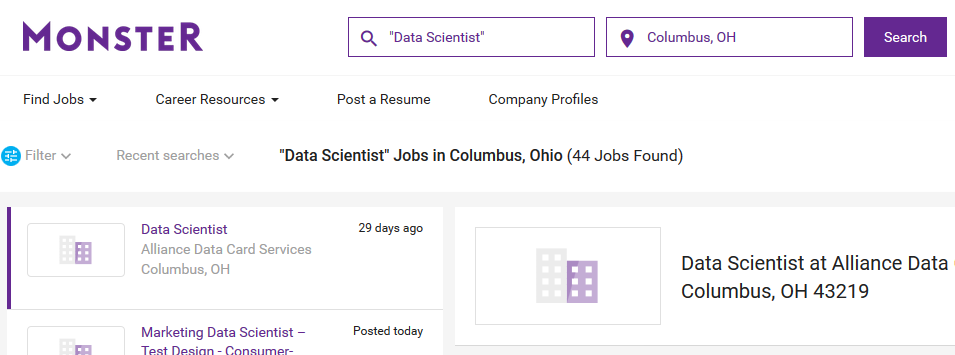 MONSTER
"Data Scientist"
Columbus, OH
Search
Find Jobs
Career Resources
Post a Resume
Company Profiles
Filter
Recent searches
"Data Scientist" Jobs in Columbus, Ohio (44 Jobs Found)
Data Scientist
29 days ago
Alliance Data Card Services
Columbus, OH
Data Scientist at Alliance Data
Columbus, OH 43219
Marketing Data Scientist –
Posted today
Test Design - Consumer-